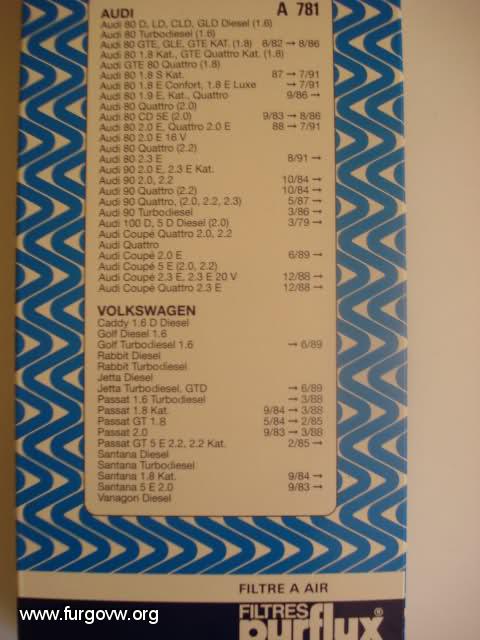 AUDI A 781
Audi 80 D, LD, CLD, GLD Diesel (1.6)
Audi 80 Turbodiesel (1.6)
Audi 80 GTE, GLE, GTE KAT. (1.8) 8/82 → 8/86
Audi 80 1.8 Kat., GTE Quattro Kat. (1.8)
Audi GTE 80 Quattro (1.8)
Audi 80 1.8 S Kat. 87 → 7/91
Audi 80 1.8 E Confort, 1.8 E Luxe → 7/91
Audi 80 1.9 E, Kat., Quattro 9/86 →
Audi 80 Quattro (2.0)
Audi 80 CD 5E (2.0) 9/83 → 8/86
Audi 80 2.0 E, Quattro 2.0 E 88 → 7/91
Audi 80 2.0 E 16 V
Audi 80 Quattro (2.2)
Audi 80 2.3 E 8/91 →
Audi 90 2.0 E, 2.3 E Kat.
Audi 90 2.0, 2.2 10/84 →
Audi 90 Quattro (2.2) 10/84 →
Audi 90 Quattro, (2.0, 2.2, 2.3) 5/87 →
Audi 90 Turbodiesel 3/86 →
Audi 100 D, 5 D Diesel (2.0) 3/79 →
Audi Coupé Quattro 2.0, 2.2
Audi Quattro
Audi Coupé 2.0 E 6/89 →
Audi Coupé 5 E (2.0, 2.2)
Audi Coupé 2.3 E, 2.3 E 20 V 12/88 →
Audi Coupé Quattro 2.3 E 12/88 →
VOLKSWAGEN
Caddy 1.6 D Diesel
Golf Diesel 1.6
Golf Turbodiesel 1.6 → 6/89
Rabbit Diesel
Rabbit Turbodiesel
Jetta Diesel
Jetta Turbodiesel, GTD → 6/89
Passat 1.6 Turbodiesel → 3/88
Passat 1.8 Kat. 9/84 → 3/88
Passat GT 1.8 5/84 → 2/85
Passat 2.0 9/83 → 3/88
Passat GT 5 E 2.2, 2.2 Kat. 2/85 →
Santana Diesel
Santana Turbodiesel
Santana 1.8 Kat. 9/84 →
Santana 5 E 2.0 9/83 →
Vanagon Diesel
FILTRE A AIR
FILTRES
purflux®
www.furgovw.org